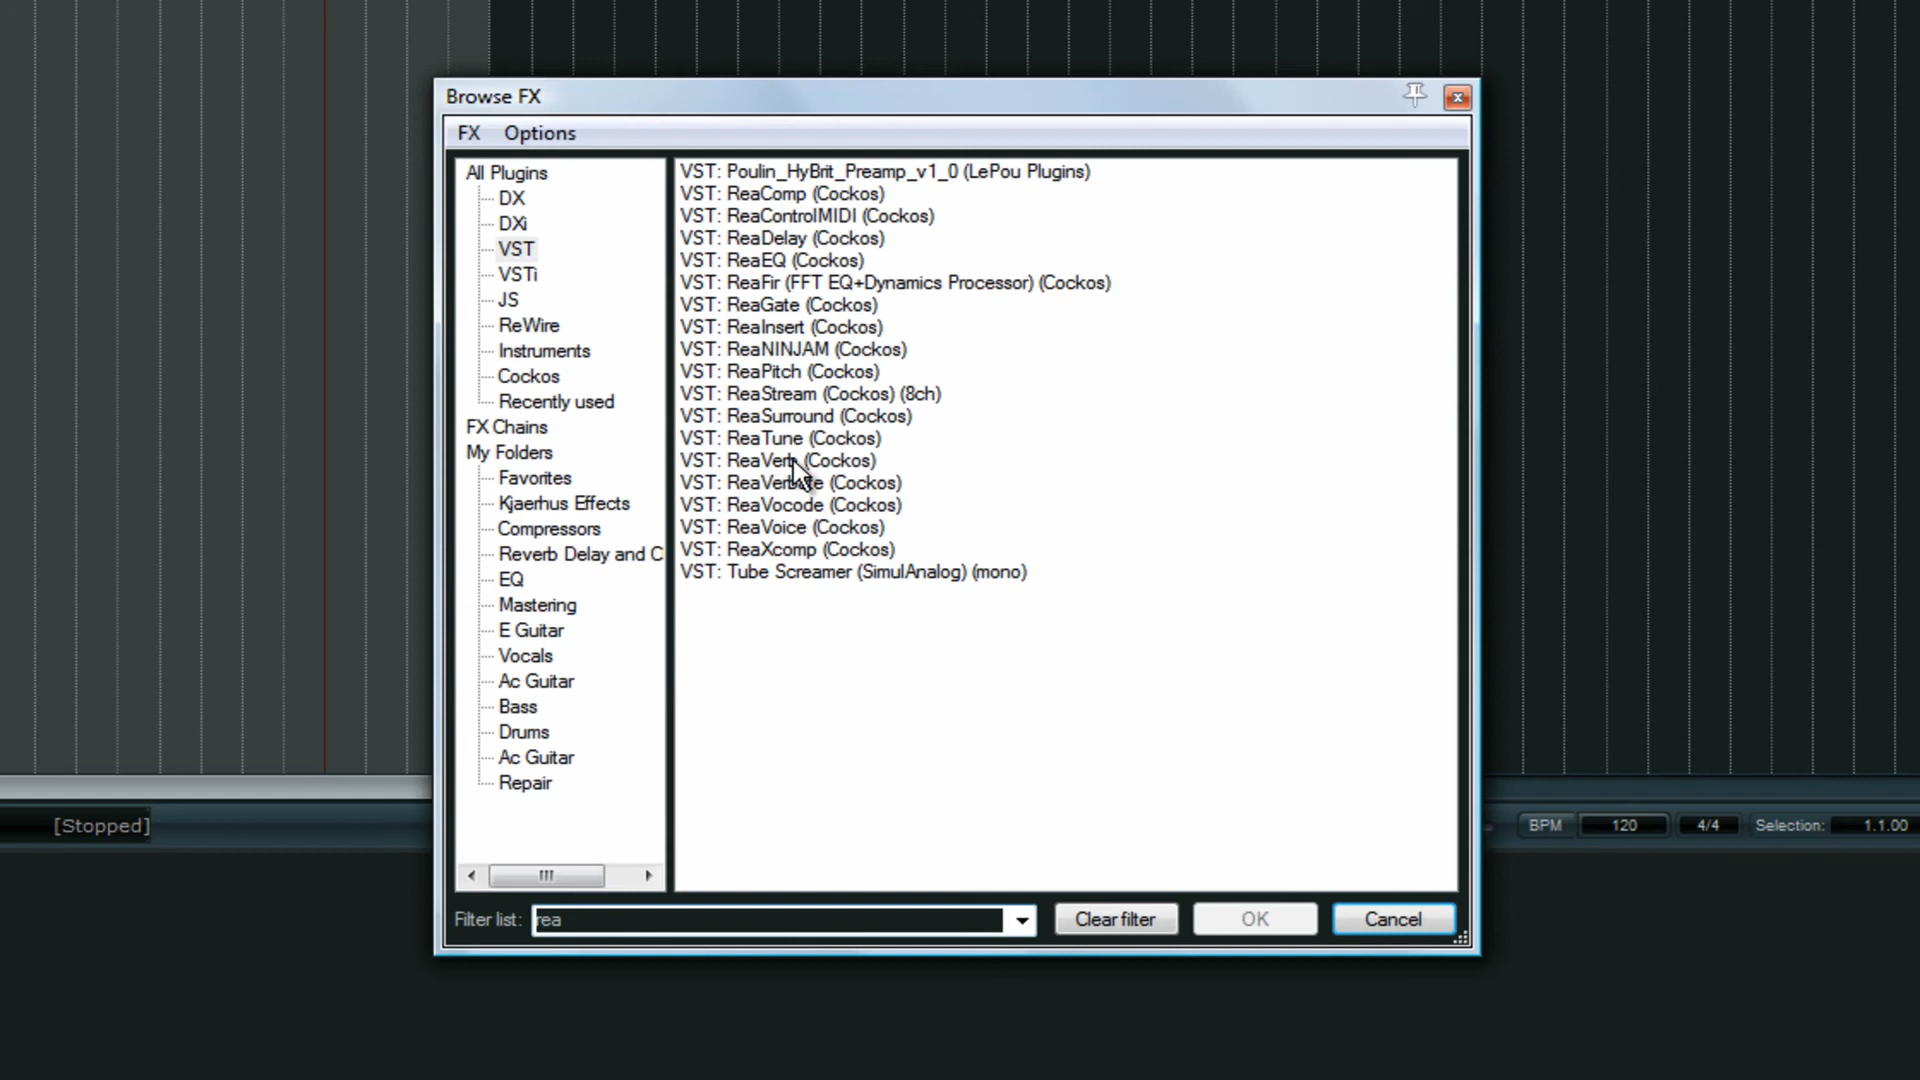 Browse FX
FX Options
All Plugins
DX
DXi
VST
VSTi
JS
ReWire
Instruments
Cockos
Recently used
FX Chains
My Folders
Favorites
Kjaerhus Effects
Compressors
Reverb Delay and C
EQ
Mastering
E Guitar
Vocals
Ac Guitar
Bass
Drums
Ac Guitar
Repair
VST: Poulin_HyBrit_Preamp_v1_0 (LePou Plugins)
VST: ReaComp (Cockos)
VST: ReaControlMIDI (Cockos)
VST: ReaDelay (Cockos)
VST: ReaEQ (Cockos)
VST: ReaFir (FFT EQ+Dynamics Processor) (Cockos)
VST: ReaGate (Cockos)
VST: ReaInsert (Cockos)
VST: ReaNINJAM (Cockos)
VST: ReaPitch (Cockos)
VST: ReaStream (Cockos) (8ch)
VST: ReaSurround (Cockos)
VST: ReaTune (Cockos)
VST: ReaVerb (Cockos)
VST: ReaVerbate (Cockos)
VST: ReaVocode (Cockos)
VST: ReaVoice (Cockos)
VST: ReaXcomp (Cockos)
VST: Tube Screamer (SimulAnalog) (mono)
Filter list: rea Clear filter OK Cancel
[Stopped]
BPM 120 4/4 Selection: 1.1.00